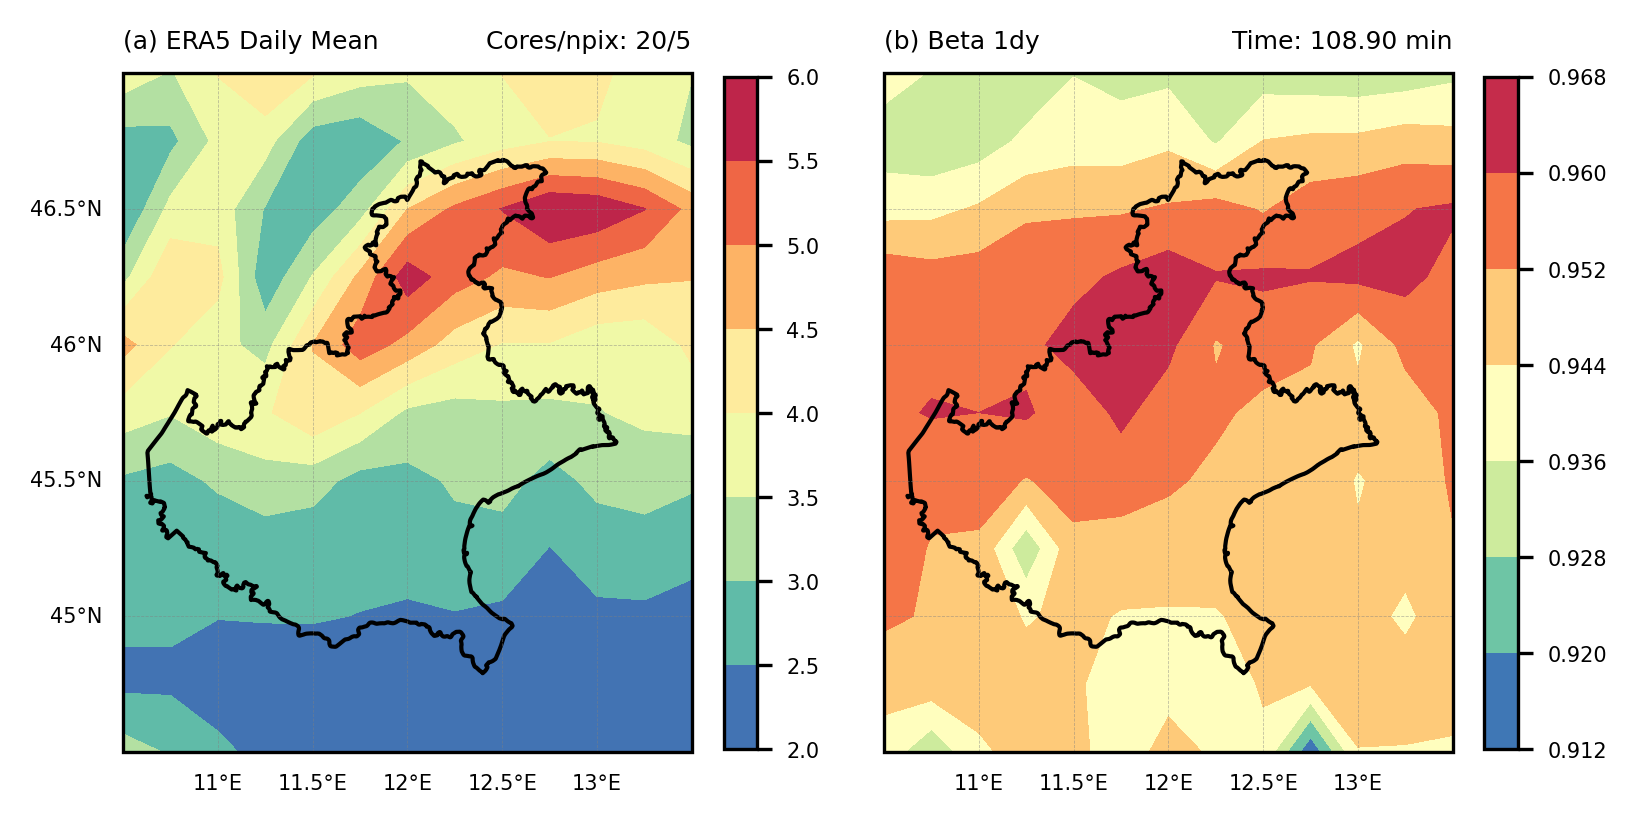 (a) ERA5 Daily Mean Cores/npix: 20/5
(b) Beta 1dy Time: 108.90 min
46.5°N
46°N
45.5°N
45°N
11°E 11.5°E 12°E 12.5°E 13°E
6.0
5.5
5.0
4.5
4.0
3.5
3.0
2.5
2.0
11°E 11.5°E 12°E 12.5°E 13°E
0.968
0.960
0.952
0.944
0.936
0.928
0.920
0.912